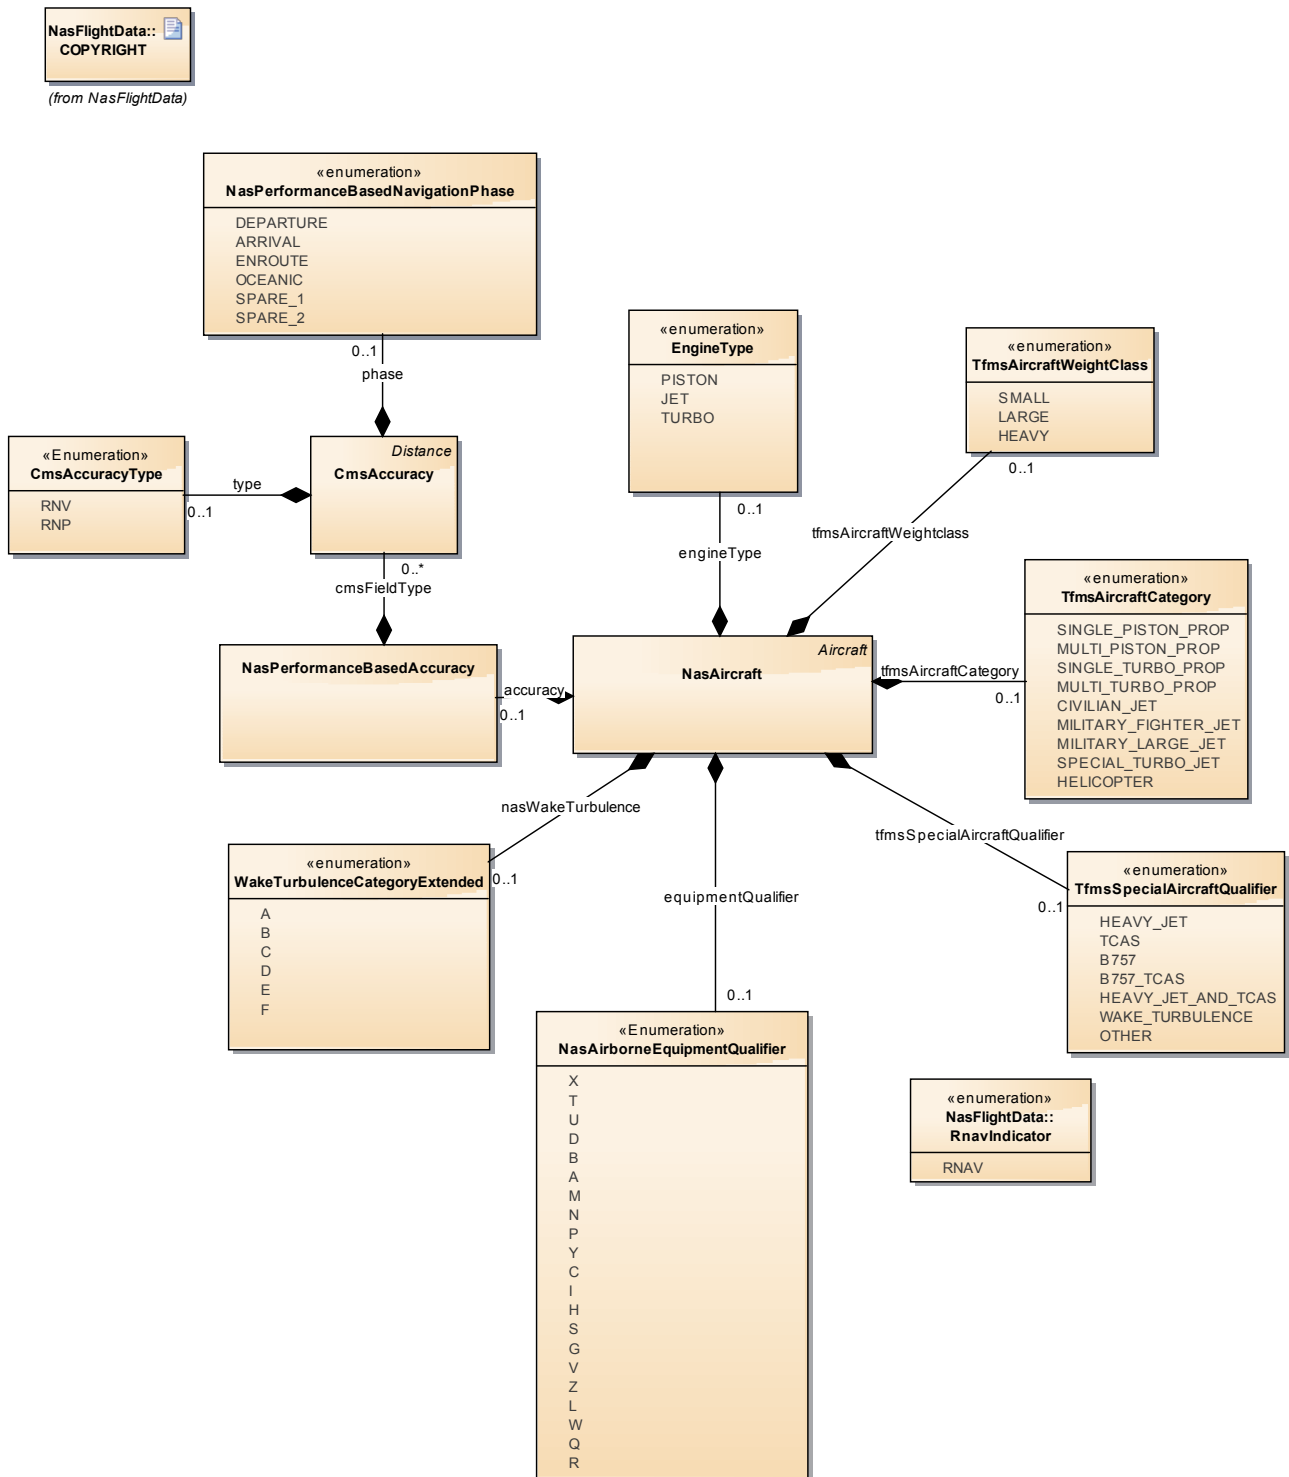 NasFlightData::
COPYRIGHT
(from NasFlightData)
«enumeration»
NasPerformanceBasedNavigationPhase
DEPARTURE
ARRIVAL
ENROUTE
OCEANIC
SPARE_1
SPARE_2
0..1
phase
«Enumeration»
CmsAccuracyType
RNV
RNP
type
0..1
Distance
CmsAccuracy
0..*
cmsFieldType
NasPerformanceBasedAccuracy
accuracy
0..1
«enumeration»
EngineType
PISTON
JET
TURBO
0..1
engineType
«enumeration»
TfmsAircraftWeightClass
SMALL
LARGE
HEAVY
0..1
tfmsAircraftWeightclass
Aircraft
NasAircraft
tfmsAircraftCategory
0..1
«enumeration»
TfmsAircraftCategory
SINGLE_PISTON_PROP
MULTI_PISTON_PROP
SINGLE_TURBO_PROP
MULTI_TURBO_PROP
CIVILIAN_JET
MILITARY_FIGHTER_JET
MILITARY_LARGE_JET
SPECIAL_TURBO_JET
HELICOPTER
nasWakeTurbulence
0..1
«enumeration»
WakeTurbulenceCategoryExtended
A
B
C
D
E
F
equipmentQualifier
0..1
«Enumeration»
NasAirborneEquipmentQualifier
X
T
U
D
B
A
M
N
P
Y
C
I
H
S
G
V
Z
L
W
Q
R
tfmsSpecialAircraftQualifier
0..1
«enumeration»
TfmsSpecialAircraftQualifier
HEAVY_JET
TCAS
B757
B757_TCAS
HEAVY_JET_AND_TCAS
WAKE_TURBULENCE
OTHER
«enumeration»
NasFlightData::
RnavIndicator
RNAV